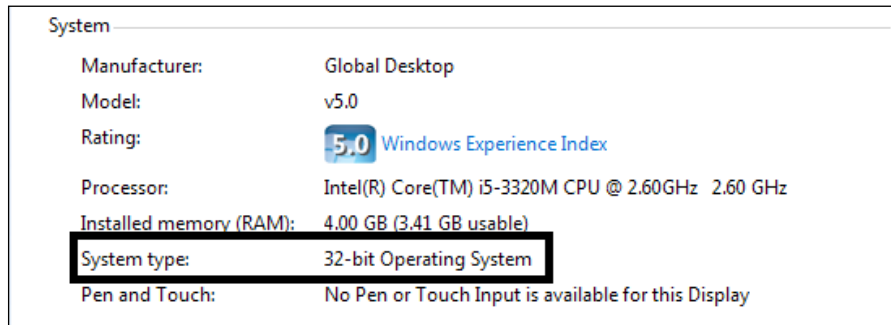 System
Manufacturer: Global Desktop
Model: v5.0
Rating: 5.0 Windows Experience Index
Processor: Intel(R) Core(TM) i5-3320M CPU @ 2.60GHz 2.60 GHz
Installed memory (RAM): 4.00 GB (3.41 GB usable)
System type: 32-bit Operating System
Pen and Touch: No Pen or Touch Input is available for this Display